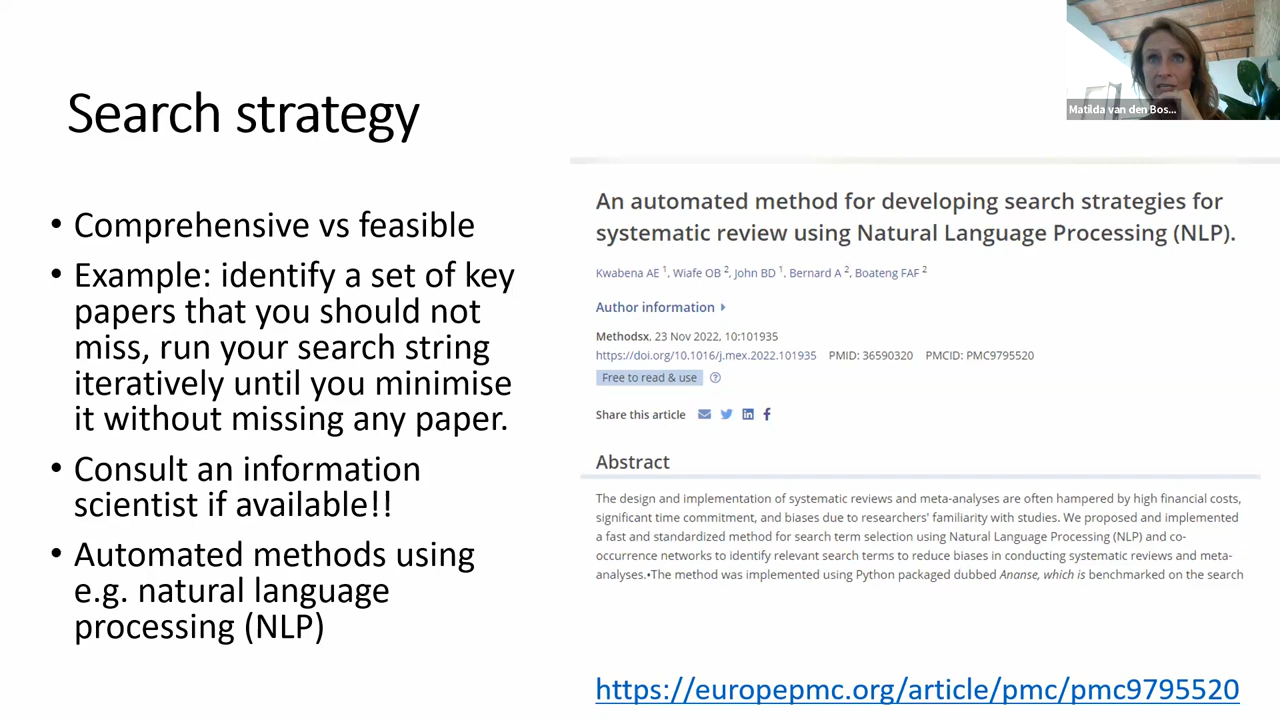 Matilda van den Bos...
Search strategy
• Comprehensive vs feasible
• Example: identify a set of key
papers that you should not
miss, run your search string
iteratively until you minimise
it without missing any paper.
• Consult an information
scientist if available!!
• Automated methods using
e.g. natural language
processing (NLP)
An automated method for developing search strategies for
systematic review using Natural Language Processing (NLP).
Kwabena AE 1, Wiafe OB 2, John BD 1, Bernard A 2, Boateng FAF 2
Author information
Methodsx, 23 Nov 2022, 10:101935
https://doi.org/10.1016/j.mex.2022.101935 PMID: 36590320 PMCID: PMC9795520
Free to read & use ?
Share this article
Abstract
The design and implementation of systematic reviews and meta-analyses are often hampered by high financial costs,
significant time commitment, and biases due to researchers' familiarity with studies. We proposed and implemented
a fast and standardized method for search term selection using Natural Language Processing (NLP) and co-
occurrence networks to identify relevant search terms to reduce biases in conducting systematic reviews and meta-
analyses.•The method was implemented using Python packaged dubbed Ananse, which is benchmarked on the search
https://europepmc.org/article/pmc/pmc9795520